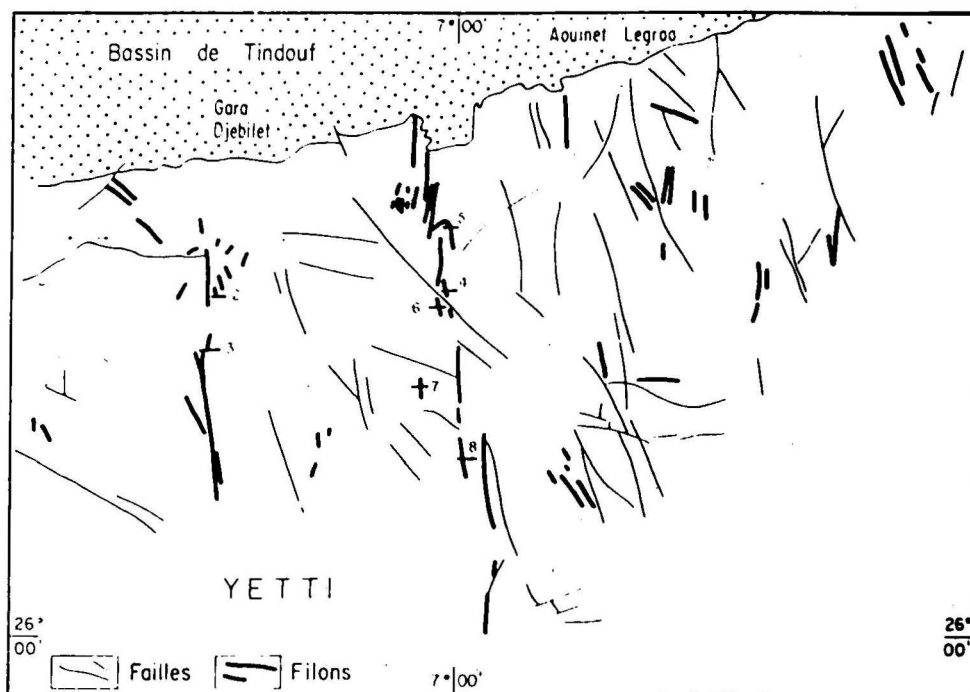 7°00'
Bassin de Tindouf
Aouinet Legraa
Gara
Djebilet
5
2
4
6
3
7
8
YETTI
26°
00'
26°
00'
Failles
Filons
7°00'